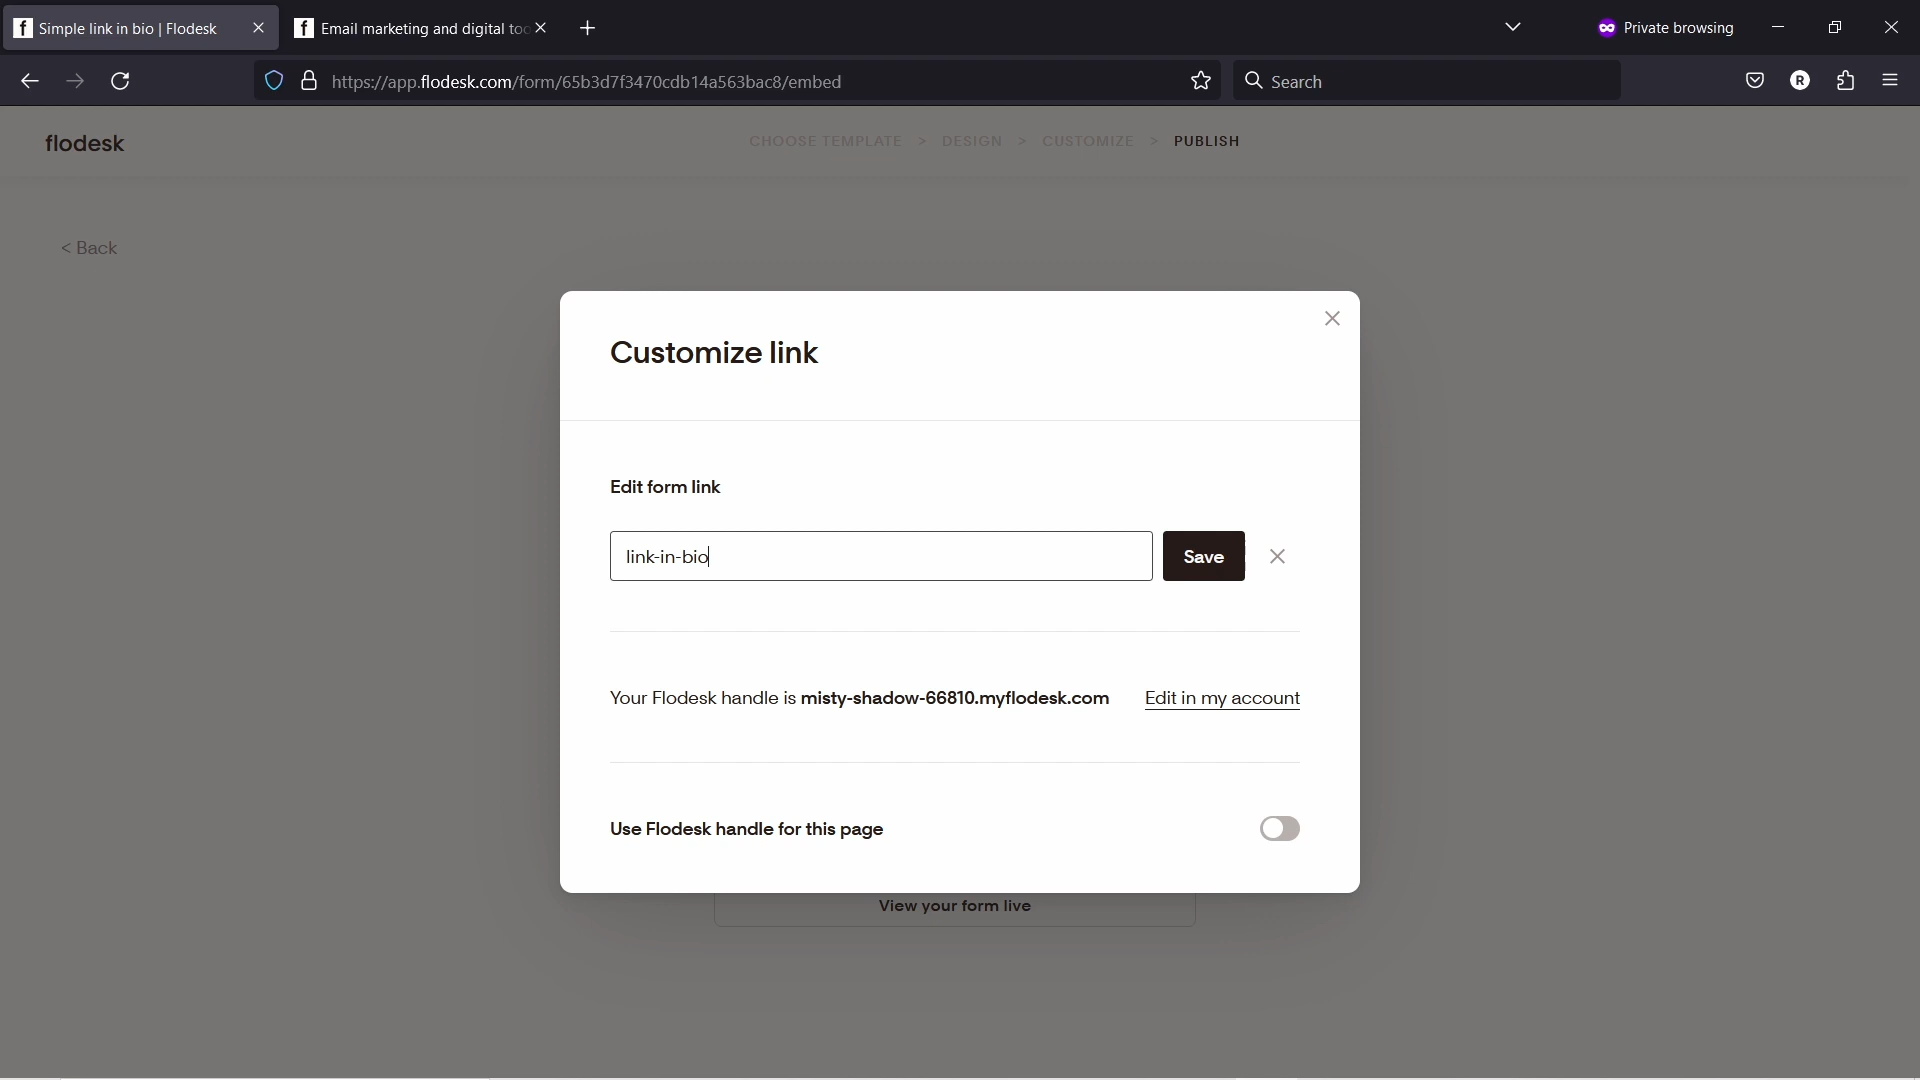 Simple link in bio | Flodesk
Email marketing and digital too
Private browsing
https://app.flodesk.com/form/65b3d7f3470cdb14a563bac8/embed
Search
R
flodesk
CHOOSE TEMPLATE > DESIGN > CUSTOMIZE > PUBLISH
< Back
Customize link
Edit form link
link-in-bio
Save
Your Flodesk handle is misty-shadow-66810.myflodesk.com
Edit in my account
Use Flodesk handle for this page
View your form live